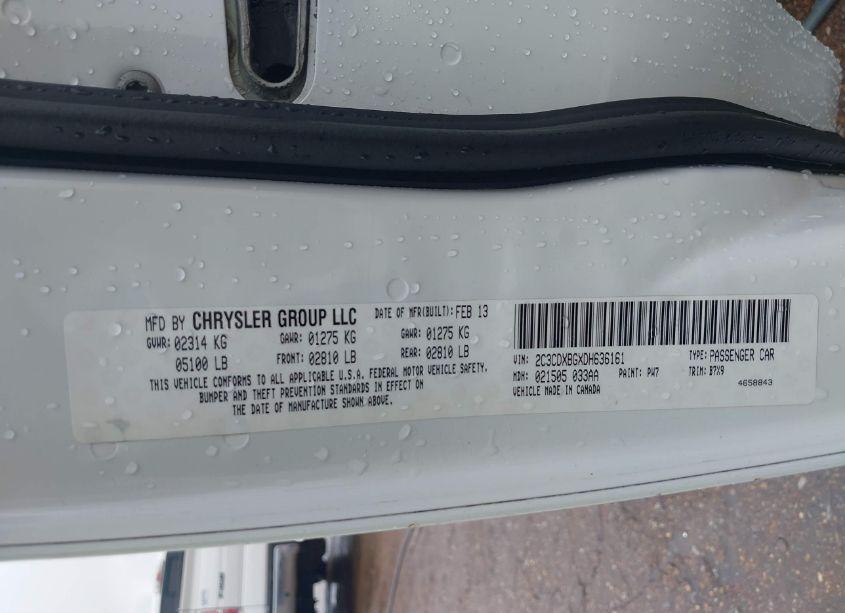 MFD BY CHRYSLER GROUP LLC DATE OF MFR(BUILT): FEB 13
GVWR: 02314 KG GAWR: 01275 KG GAWR: 01275 KG
05100 LB FRONT: 02810 LB REAR: 02810 LB
THIS VEHICLE CONFORMS TO ALL APPLICABLE U.S.A. FEDERAL MOTOR VEHICLE SAFETY,
BUMPER AND THEFT PREVENTION STANDARDS IN EFFECT ON
THE DATE OF MANUFACTURE SHOWN ABOVE.
VIN: 2C3CDXBGXDH636161 TYPE: PASSENGER CAR
MDH: 021505 033AA PAINT: PW7 TRIM: B7X9
VEHICLE MADE IN CANADA 4658843